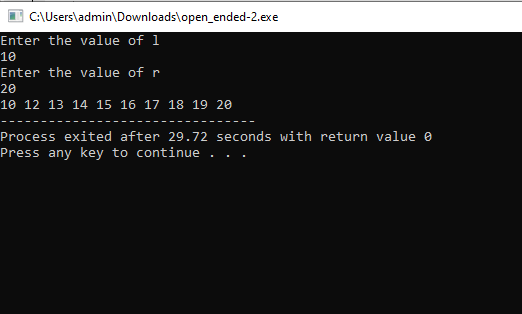 C:\Users\admin\Downloads\open_ended-2.exe
Enter the value of l
10
Enter the value of r
20
10 12 13 14 15 16 17 18 19 20
--------------------------------
Process exited after 29.72 seconds with return value 0
Press any key to continue . . .